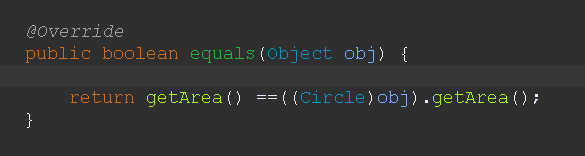 @Override
public boolean equals(Object obj) {
return getArea() ==((Circle)obj).getArea();
}